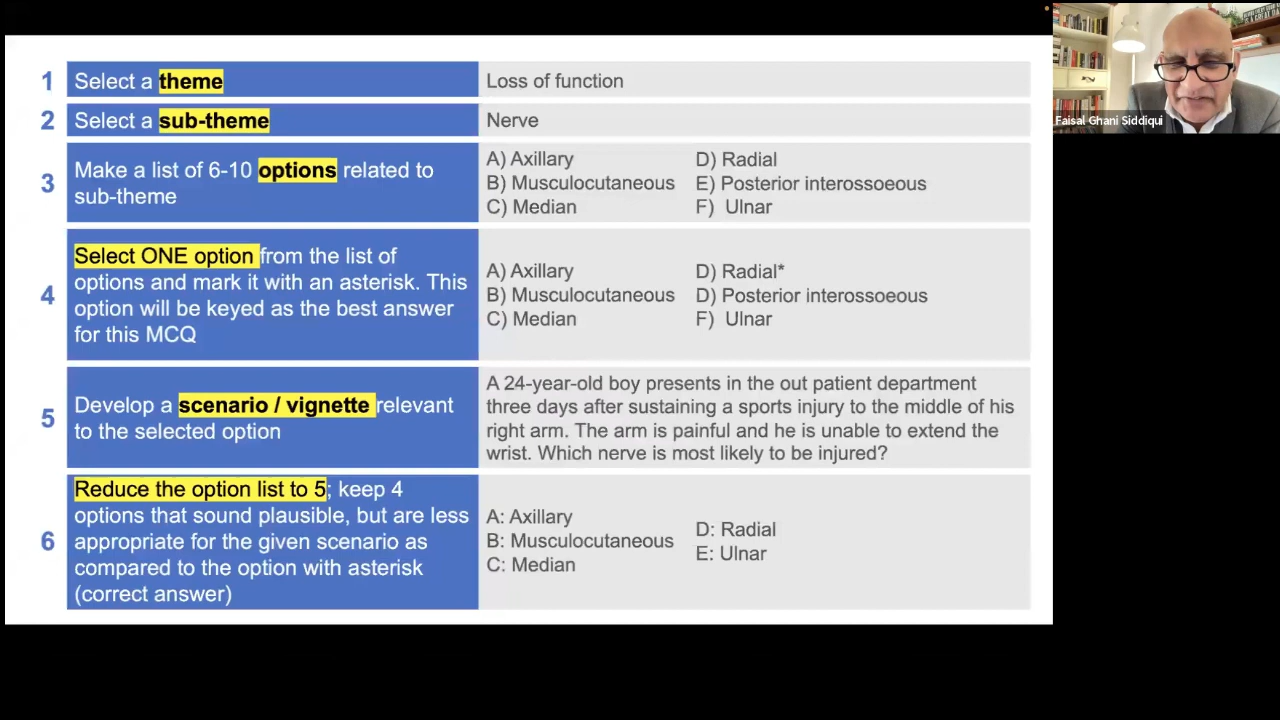 1 Select a theme Loss of function
2 Select a sub-theme Nerve
3 Make a list of 6-10 options related to
sub-theme
A) Axillary
B) Musculocutaneous
C) Median
D) Radial
E) Posterior interossoeous
F) Ulnar
4 Select ONE option from the list of
options and mark it with an asterisk. This
option will be keyed as the best answer
for this MCQ
A) Axillary
B) Musculocutaneous
C) Median
D) Radial*
D) Posterior interossoeous
F) Ulnar
5 Develop a scenario / vignette relevant
to the selected option
A 24-year-old boy presents in the out patient department
three days after sustaining a sports injury to the middle of his
right arm. The arm is painful and he is unable to extend the
wrist. Which nerve is most likely to be injured?
6 Reduce the option list to 5; keep 4
options that sound plausible, but are less
appropriate for the given scenario as
compared to the option with asterisk
(correct answer)
A: Axillary
B: Musculocutaneous
C: Median
D: Radial
E: Ulnar
Faisal Ghani Siddiqui